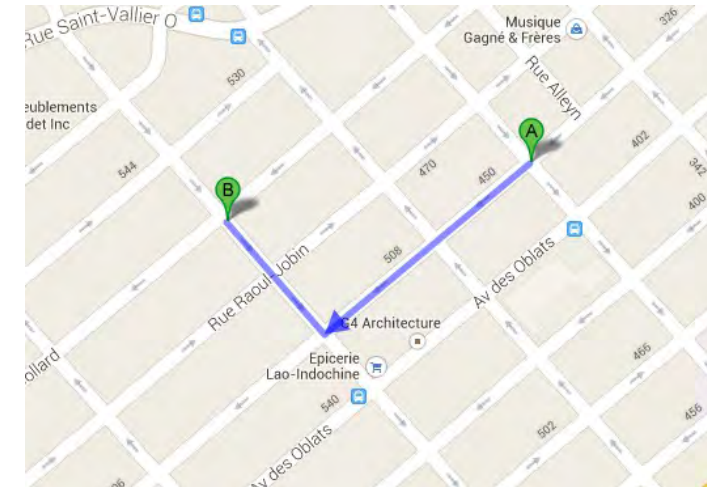 Rue Saint-Vallier O
Musique
Gagné & Frères
326
Rue Alleyn
530
eublements
det Inc
A
402
342
544
470
450
400
B
508
Rue Raoul-Jobin
Av des Oblats
C4 Architecture
ollard
Epicerie
Lao-Indochine
466
540
456
502
Av des Oblats